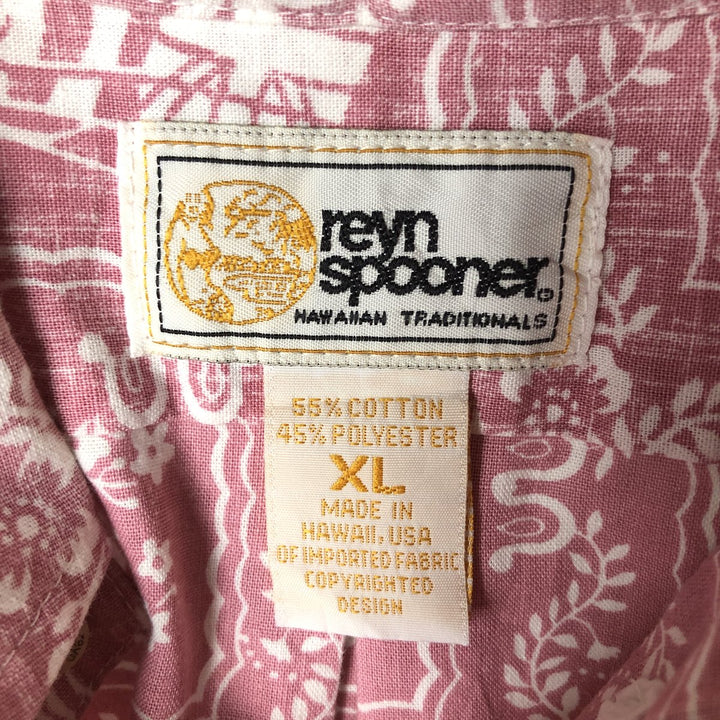 reyn
spooner®
HAWAIIAN TRADITIONALS
55% COTTON
45% POLYESTER
XL
MADE IN
HAWAII, USA
OF IMPORTED FABRIC
COPYRIGHTED
DESIGN